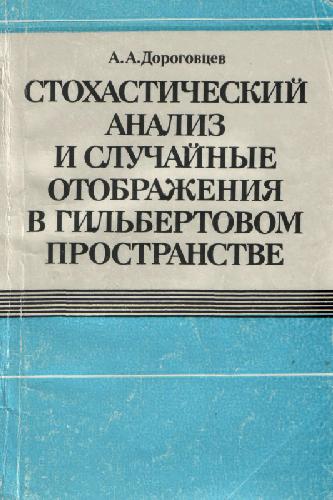 А.А.Дороговцев
СТОХАСТИЧЕСКИЙ
АНАЛИЗ
И СЛУЧАЙНЫЕ
ОТОБРАЖЕНИЯ
В ГИЛЬБЕРТОВОМ
ПРОСТРАНСТВЕ